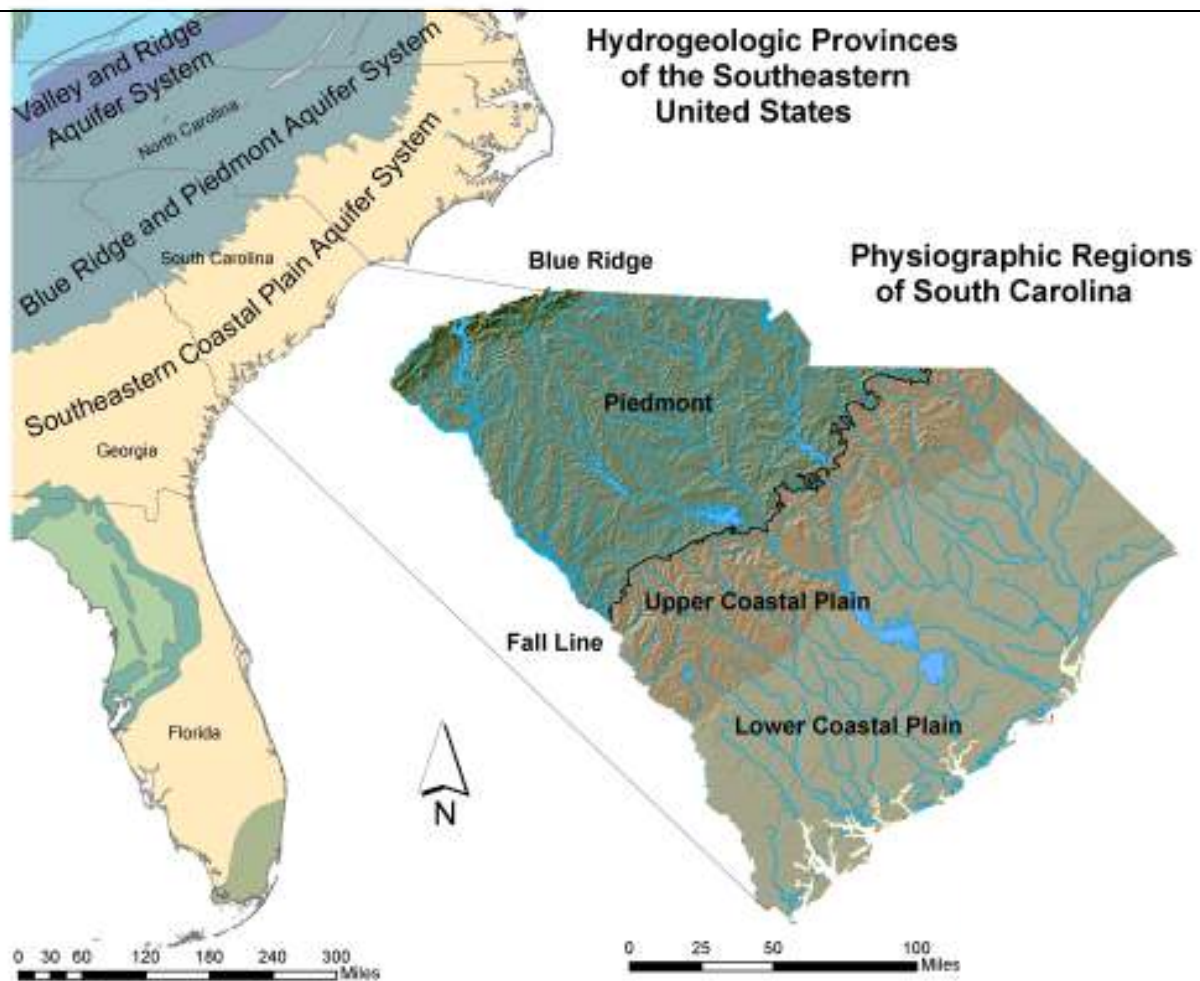 Hydrogeologic Provinces
of the Southeastern
United States
Valley and Ridge
Aquifer System
North Carolina
Blue Ridge and Piedmont Aquifer System
South Carolina
Southeastern Coastal Plain Aquifer System
Georgia
Florida
Physiographic Regions
of South Carolina
Blue Ridge
Piedmont
Upper Coastal Plain
Fall Line
Lower Coastal Plain
N
0 30 60 120 180 240 300
Miles
0 25 50 100
Miles